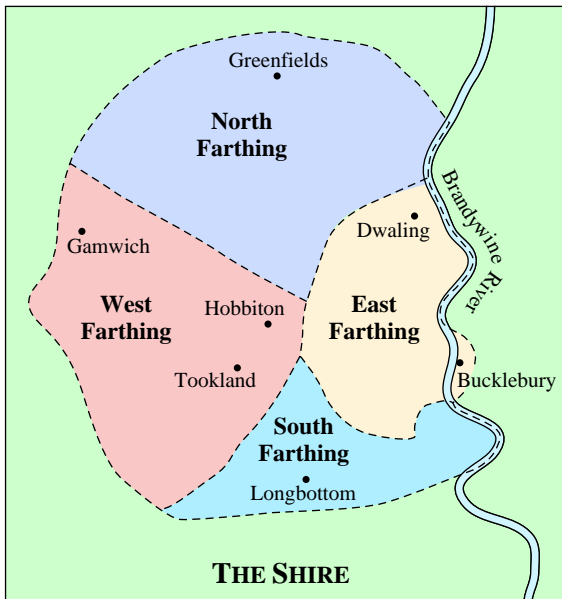 Greenfields
North
Farthing
Brandywine River
Dwaling
Gamwich
West
Farthing
Hobbiton
East
Farthing
Tookland
Bucklebury
South
Farthing
Longbottom
THE SHIRE